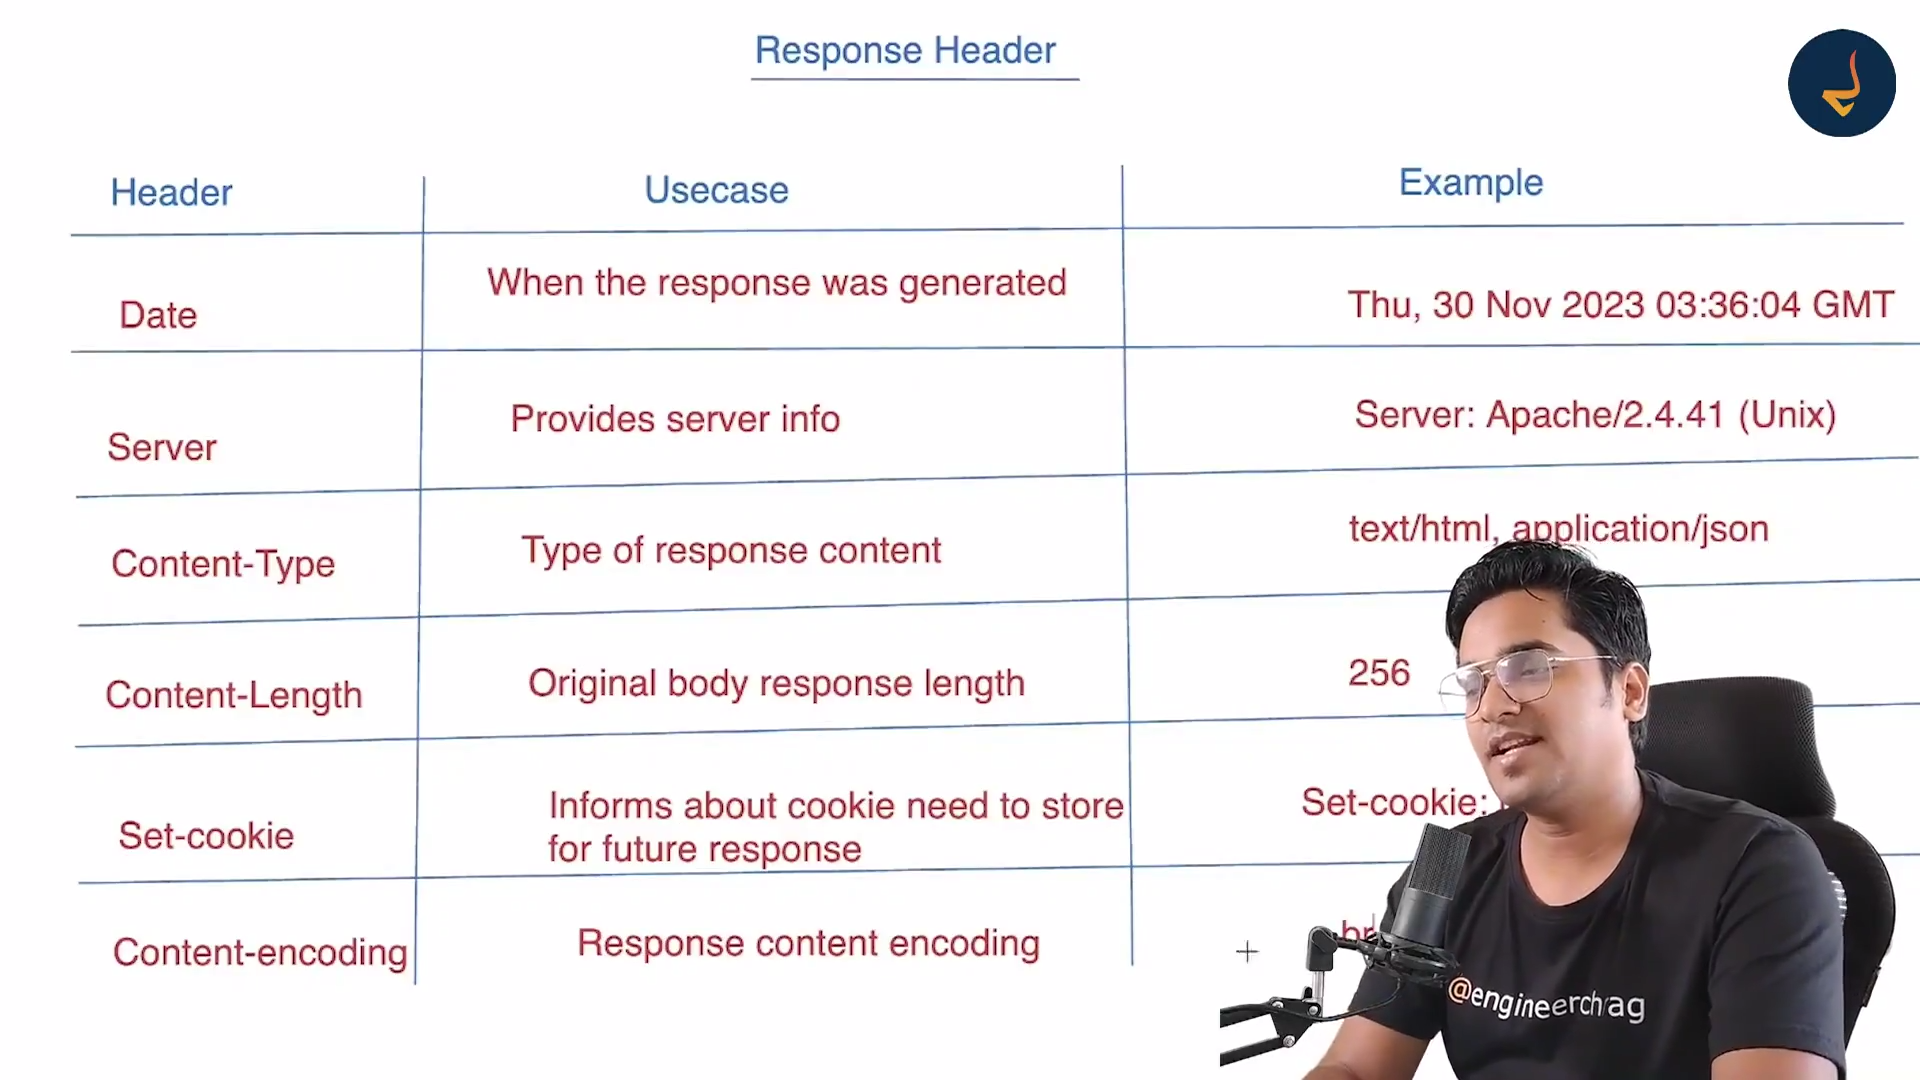 Response Header
Header Usecase Example
Date When the response was generated Thu, 30 Nov 2023 03:36:04 GMT
Server Provides server info Server: Apache/2.4.41 (Unix)
Content-Type Type of response content text/html, application/json
Content-Length Original body response length 256
Set-cookie Informs about cookie need to store
for future response
Set-cookie:
Content-encoding Response content encoding br
@engineerchirag